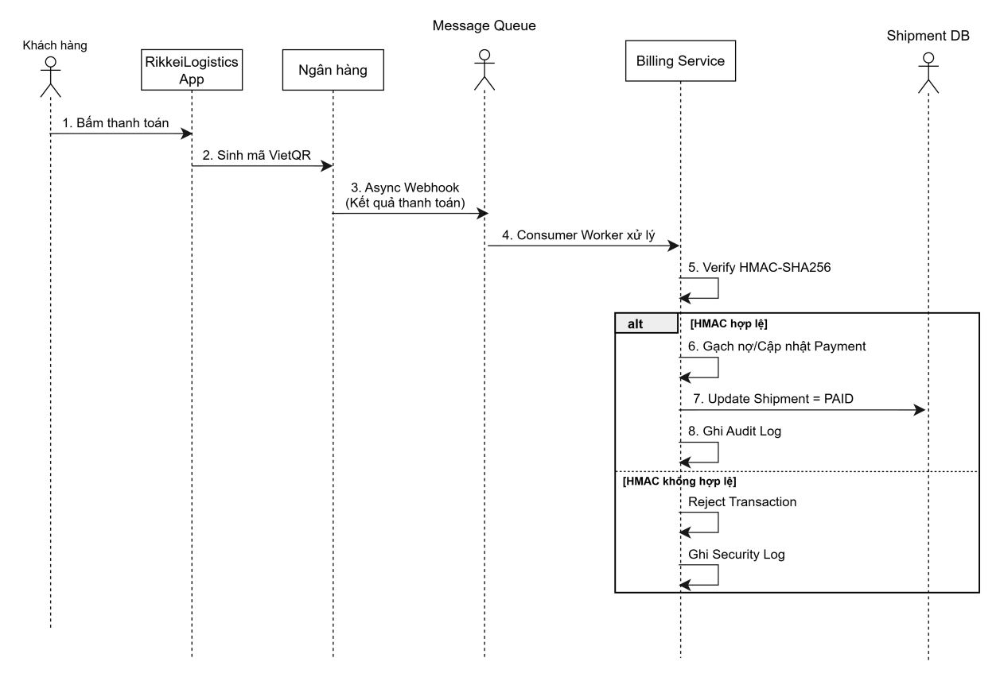 Message Queue
Shipment DB
Khách hàng
RikkeiLogistics
App
Ngân hàng
Billing Service
1. Bấm thanh toán
2. Sinh mã VietQR
3. Async Webhook
(Kết quả thanh toán)
4. Consumer Worker xử lý
5. Verify HMAC-SHA256
alt
[HMAC hợp lệ]
6. Gạch nợ/Cập nhật Payment
7. Update Shipment = PAID
8. Ghi Audit Log
[HMAC không hợp lệ]
Reject Transaction
Ghi Security Log